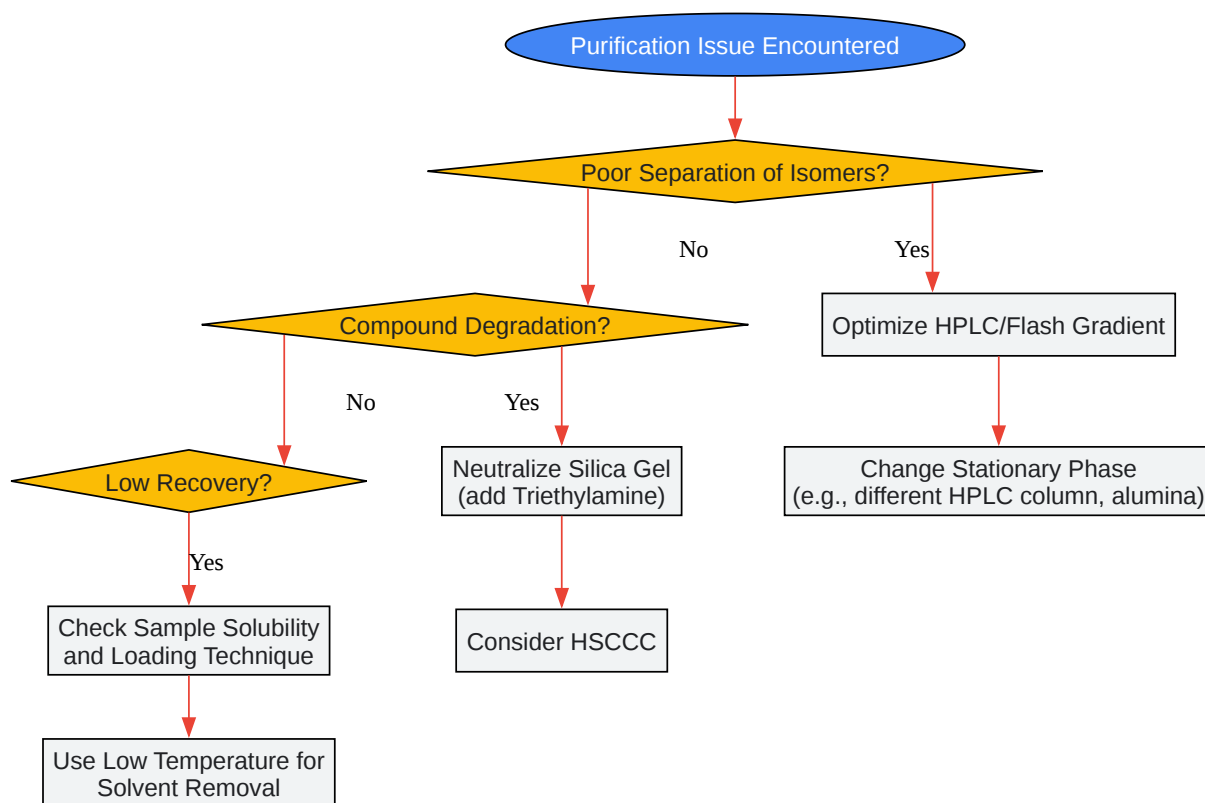 Purification Issue Encountered
Poor Separation of Isomers?
No
Yes
Compound Degradation?
Optimize HPLC/Flash Gradient
No
Yes
Low Recovery?
Neutralize Silica Gel
(add Triethylamine)
Change Stationary Phase
(e.g., different HPLC column, alumina)
Yes
Check Sample Solubility
and Loading Technique
Consider HSCCC
Use Low Temperature for
Solvent Removal